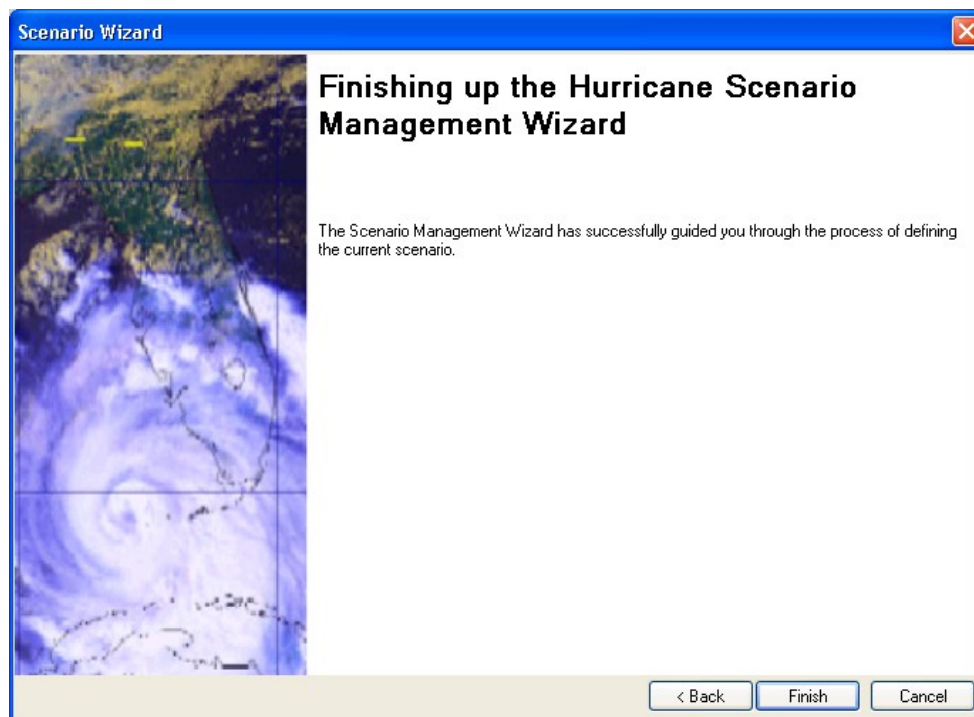 Scenario Wizard
Finishing up the Hurricane Scenario
Management Wizard
The Scenario Management Wizard has successfully guided you through the process of defining
the current scenario.
< Back
Finish
Cancel